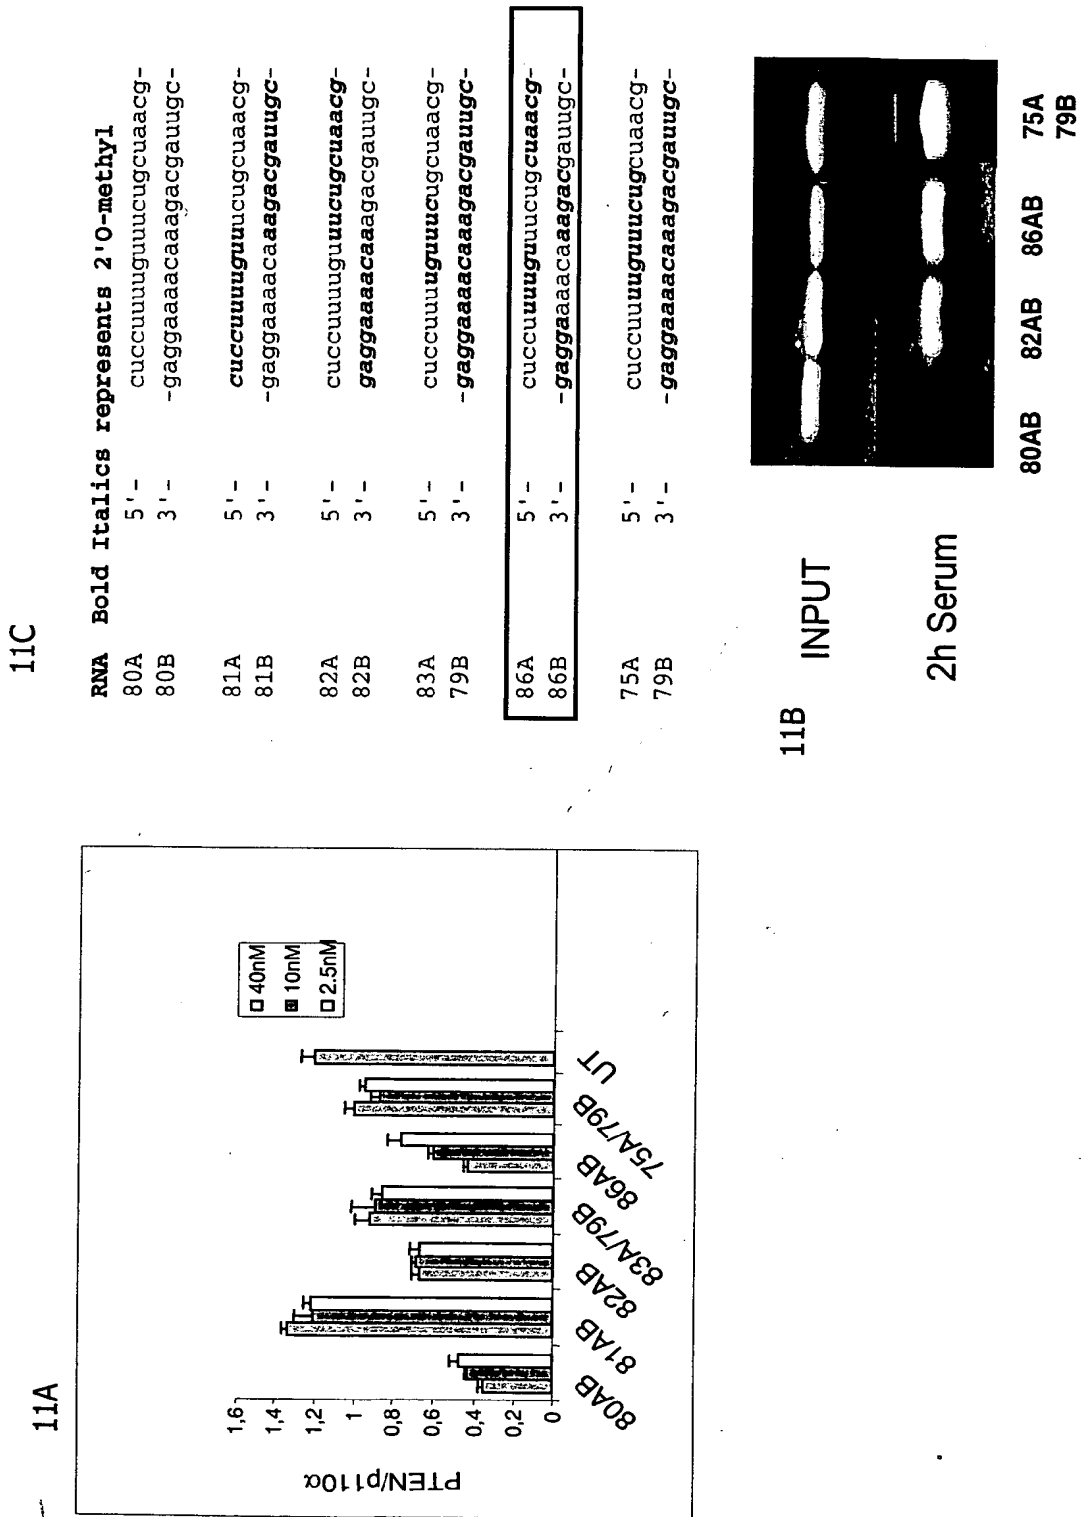 11A
PTEN/p110α
1,6
1,4
1,2
1
0,8
0,6
0,4
0,2
0
40nM
10nM
2.5nM
80AB
81AB
82AB
83A/79B
86AB
75A/79B
UT
11C
RNA Bold Italics represents 2'O-methyl
80A 5'- cuccuuuuguuucugcuaacg-
80B 3'- -gaggaaaacaaagacgauugc-
81A 5'- cuccuuuuguuucugcuaacg-
81B 3'- -gaggaaaacaaagacgauugc-
82A 5'- cuccuuuuguuucugcuaacg-
82B 3'- gaggaaaacaaagacgauugc-
83A 5'- cuccuuuuguuucugcuaacg-
79B 3'- -gaggaaaacaaagacgauugc-
86A 5'- cuccuuuuguuucugcuaacg-
86B 3'- -gaggaaaacaaagacgauugc-
75A 5'- cuccuuuuguuucugcuaacg-
79B 3'- -gaggaaaacaaagacgauugc-
11B
INPUT
2h Serum
80AB
82AB
86AB
75A
79B